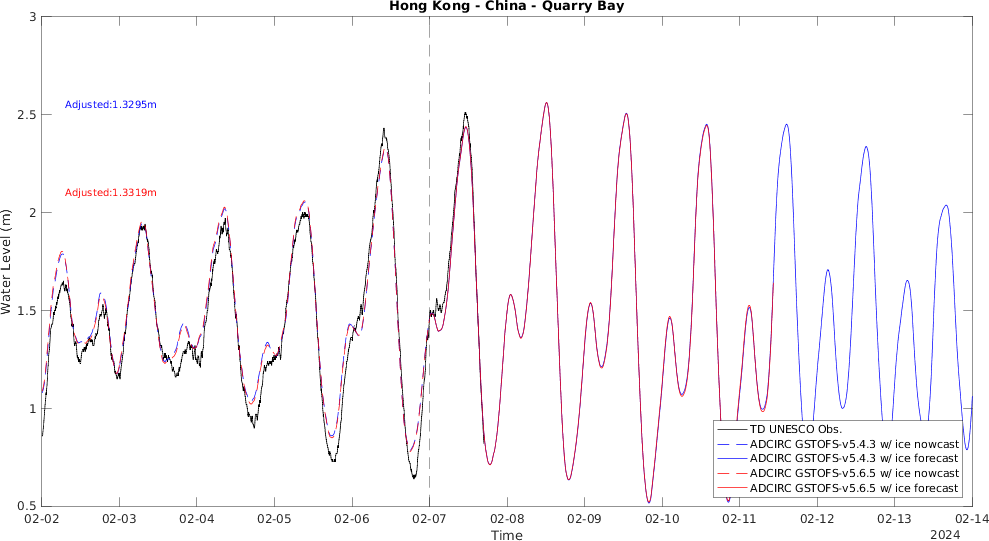 Hong Kong - China - Quarry Bay
Water Level (m)
3
2.5
2
1.5
1
0.5
Adjusted:1.3295m
Adjusted:1.3319m
TD UNESCO Obs.
ADCIRC GSTOFS-v5.4.3 w/ ice nowcast
ADCIRC GSTOFS-v5.4.3 w/ ice forecast
ADCIRC GSTOFS-v5.6.5 w/ ice nowcast
ADCIRC GSTOFS-v5.6.5 w/ ice forecast
02-02 02-03 02-04 02-05 02-06 02-07 02-08 02-09 02-10 02-11 02-12 02-13 02-14
Time
2024